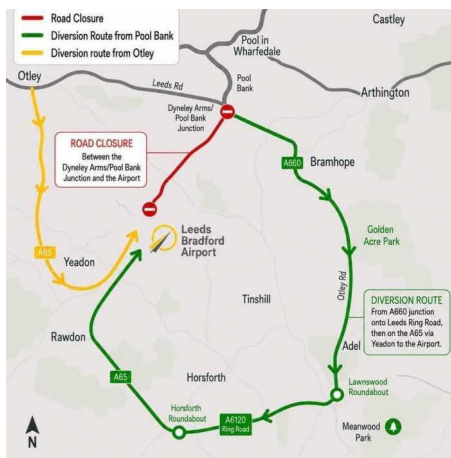 Road Closure
Diversion Route from Pool Bank
Diversion route from Otley
Castley
Pool in
Wharfedale
Otley
Leeds Rd
Pool
Bank
Arthington
Dyneley Arms/
Pool Bank
Junction
ROAD CLOSURE
Between the
Dyneley Arms/Pool Bank
Junction and the Airport
A660
Bramhope
Golden
Acre Park
Leeds
Bradford
Airport
A65
Yeadon
Otley Rd
Tinshill
DIVERSION ROUTE
From A660 junction
onto Leeds Ring Road,
then on the A65 via
Yeadon to the Airport.
Rawdon
Adel
A65
Horsforth
Lawnswood
Roundabout
Horsforth
Roundabout
A6120
Ring Road
Meanwood
Park
N